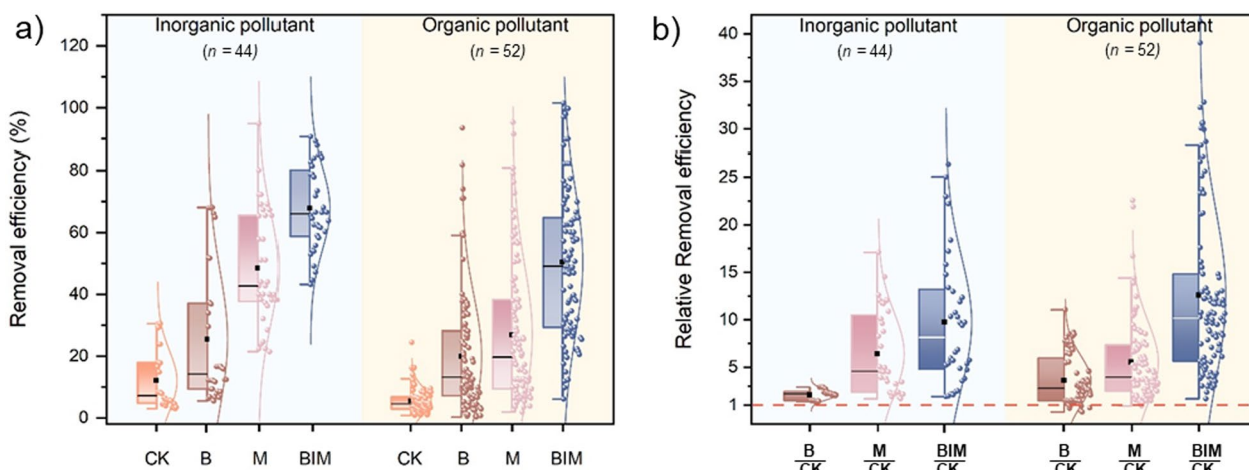 a)
Inorganic pollutant
(n = 44)
Organic pollutant
(n = 52)
Removal efficiency (%)
120
100
80
60
40
20
0
CK B M BIM CK B M BIM
b)
Inorganic pollutant
(n = 44)
Organic pollutant
(n = 52)
Relative Removal efficiency
40
35
30
25
20
15
10
5
1
B M BIM B M BIM
CK CK CK CK CK CK